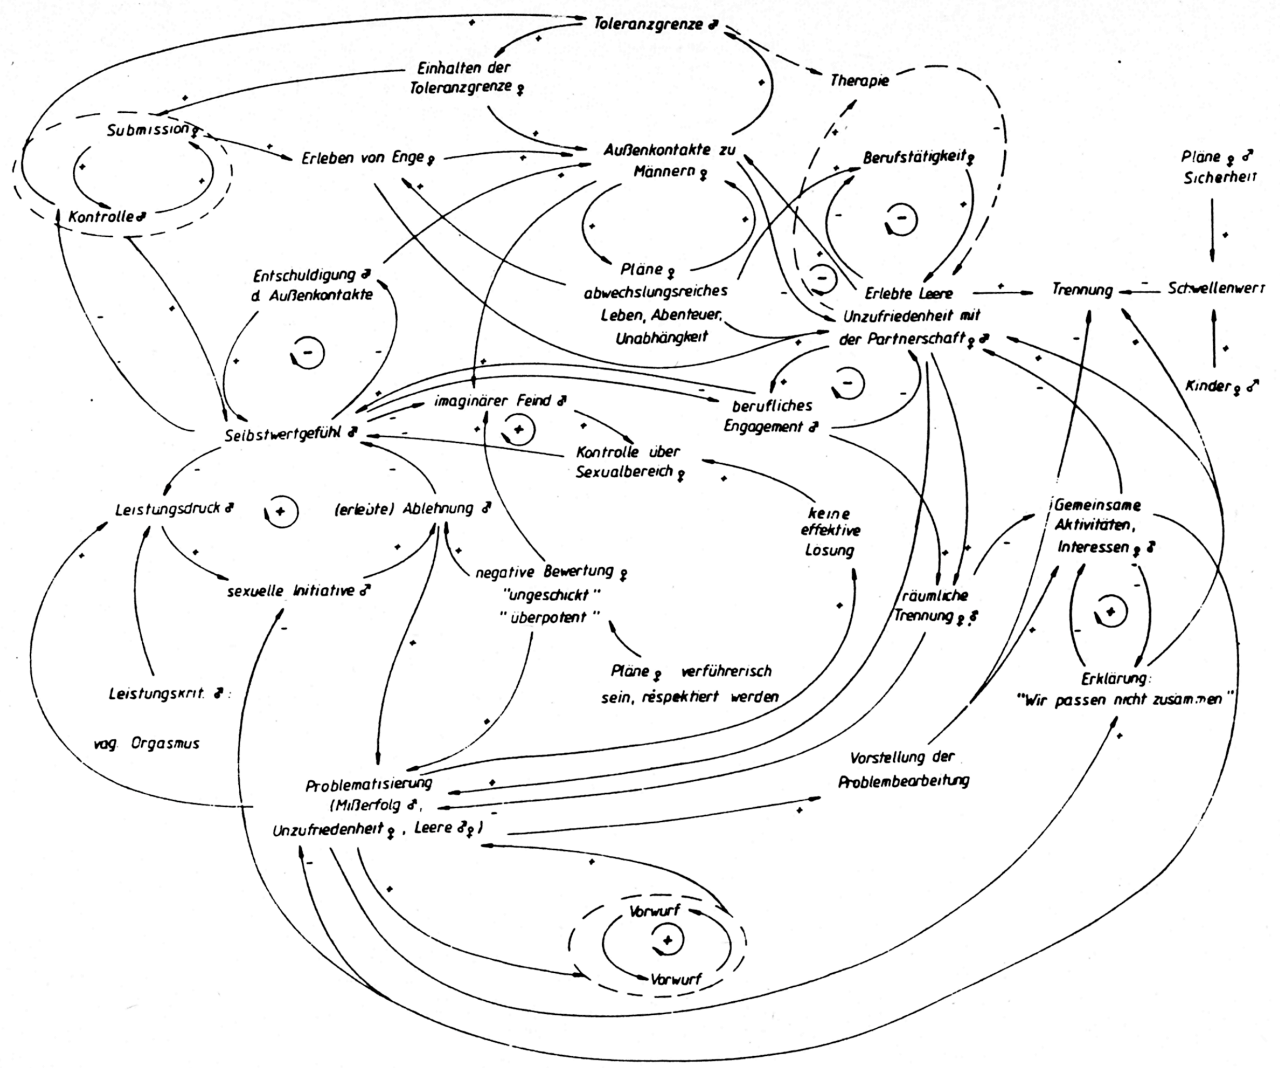 Toleranzgrenze ♂
Einhalten der
Toleranzgrenze ♀
Therapie
Submission ♀
Kontrolle ♂
Erleben von Enge ♀
Außenkontakte zu
Männern ♀
Berufstätigkeit ♀
Pläne ♀ ♂
Sicherheit
Entschuldigung ♂
d. Außenkontakte
Pläne ♀
abwechslungsreiches
Leben, Abenteuer,
Unabhängkeit
Erlebte Leere
Unzufriedenheit mit
der Partnerschaft ♀ ♂
Trennung
Schwellenwert
Kinder ♀ ♂
imaginärer Feind ♂
berufliches
Engagement ♂
Selbstwertgefühl ♂
Kontrolle über
Sexualbereich ♀
Leistungsdruck ♂
(erlebte) Ablehnung ♂
keine
effektive
Lösung
Gemeinsame
Aktivitäten,
Interessen ♀ ♂
sexuelle Initiative ♂
negative Bewertung ♀
"ungeschickt"
"überpotent"
räumliche
Trennung ♀ ♂
Leistungskrit. ♂:
vag. Orgasmus
Pläne ♀ verführerisch
sein, respektiert werden
Erklärung:
"Wir passen nicht zusammen"
Vorstellung der
Problembearbeitung
Problematisierung
(Mißerfolg ♂,
Unzufriedenheit ♀, Leere ♂♀)
Vorwurf
Vorwurf